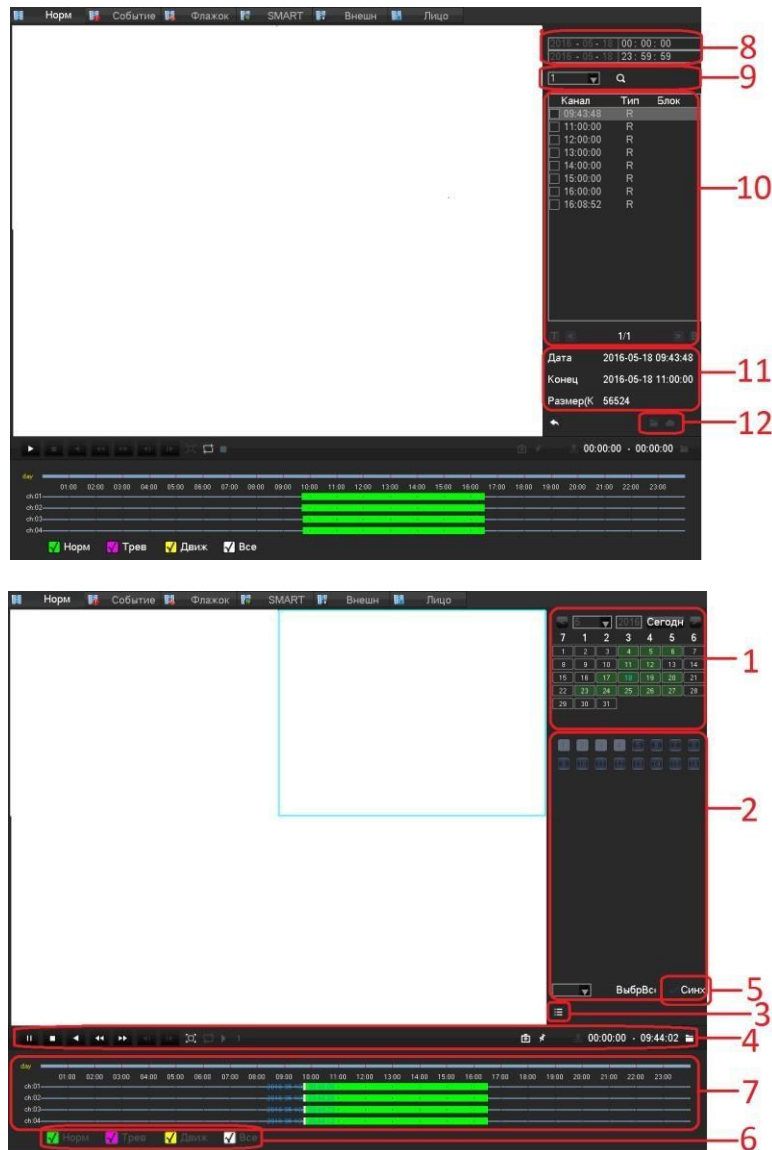 Норм Событие Флажок SMART Внешн Лицо
2016 - 05 - 18 00 : 00 : 00
2016 - 05 - 18 23 : 59 : 59
8
1
9
Канал Тип Блок
09:43:48 R
11:00:00 R
12:00:00 R
13:00:00 R
14:00:00 R
15:00:00 R
16:00:00 R
16:08:52 R
10
1/1
Дата 2016-05-18 09:43:48
Конец 2016-05-18 11:00:00
Размер(К 56524
11
12
00:00:00 - 00:00:00
day
01:00 02:00 03:00 04:00 05:00 06:00 07:00 08:00 09:00 10:00 11:00 12:00 13:00 14:00 15:00 16:00 17:00 18:00 19:00 20:00 21:00 22:00 23:00
ch:01
ch:02
ch:03
ch:04
Норм Трев Движ Все
Норм Событие Флажок SMART Внешн Лицо
5 2016 Сегодн
7 1 2 3 4 5 6
1 2 3 4 5 6 7
8 9 10 11 12 13 14
15 16 17 18 19 20 21
22 23 24 25 26 27 28
29 30 31
1
2
ВыбрВс Синх
5
3
1 00:00:00 - 09:44:02
4
day
01:00 02:00 03:00 04:00 05:00 06:00 07:00 08:00 09:00 10:00 11:00 12:00 13:00 14:00 15:00 16:00 17:00 18:00 19:00 20:00 21:00 22:00 23:00
ch:01
ch:02
ch:03
ch:04
7
Норм Трев Движ Все
6